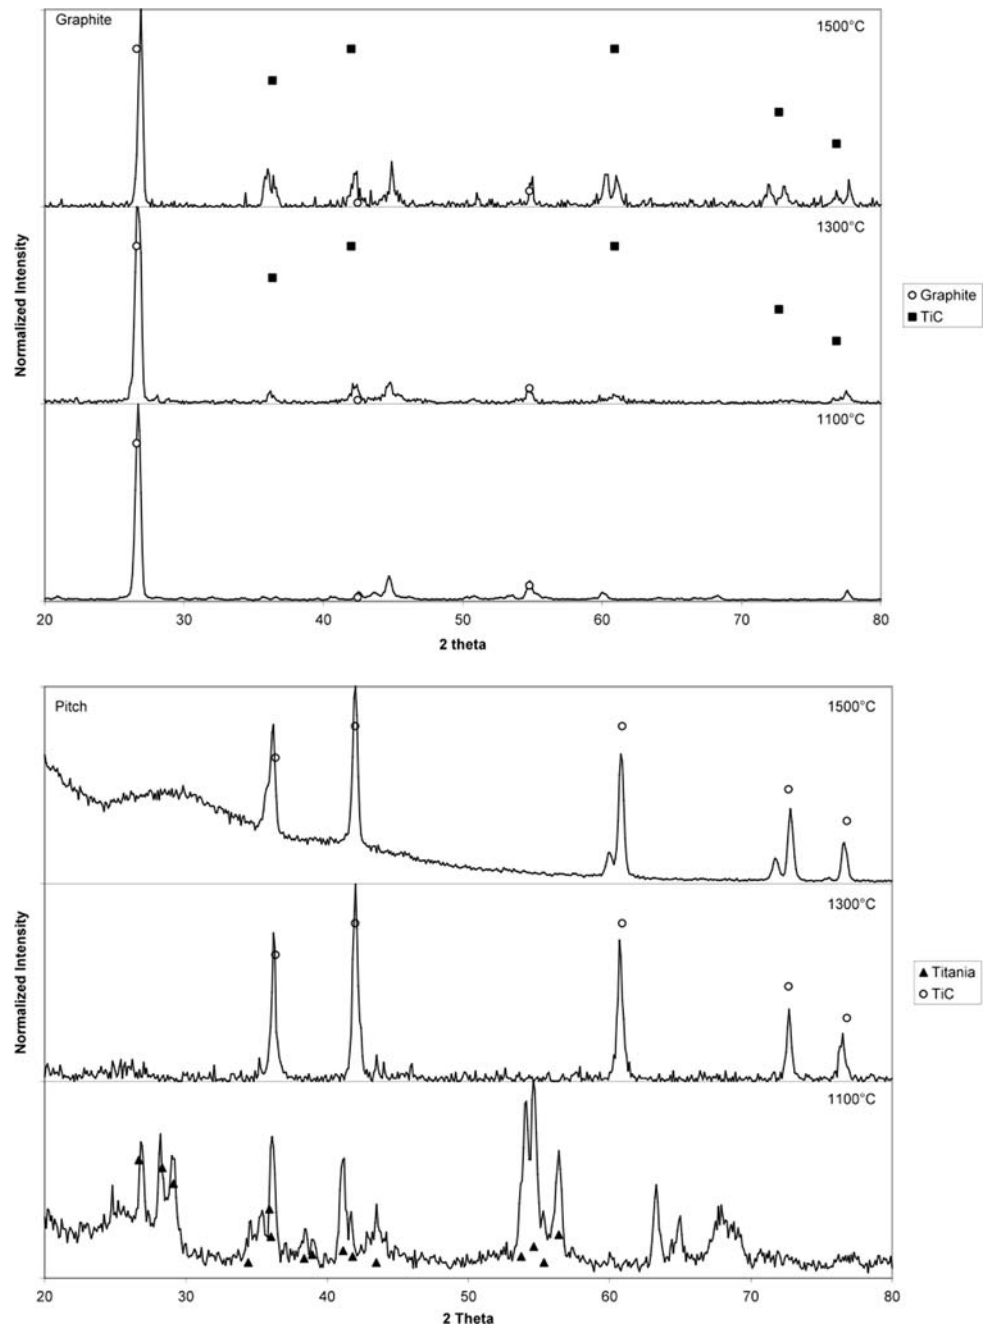 Graphite
1500°C
1300°C
1100°C
Normalized Intensity
20 30 40 50 60 70 80
2 theta
Graphite
TiC
Pitch
1500°C
1300°C
1100°C
Normalized Intensity
20 30 40 50 60 70 80
2 Theta
Titania
TiC